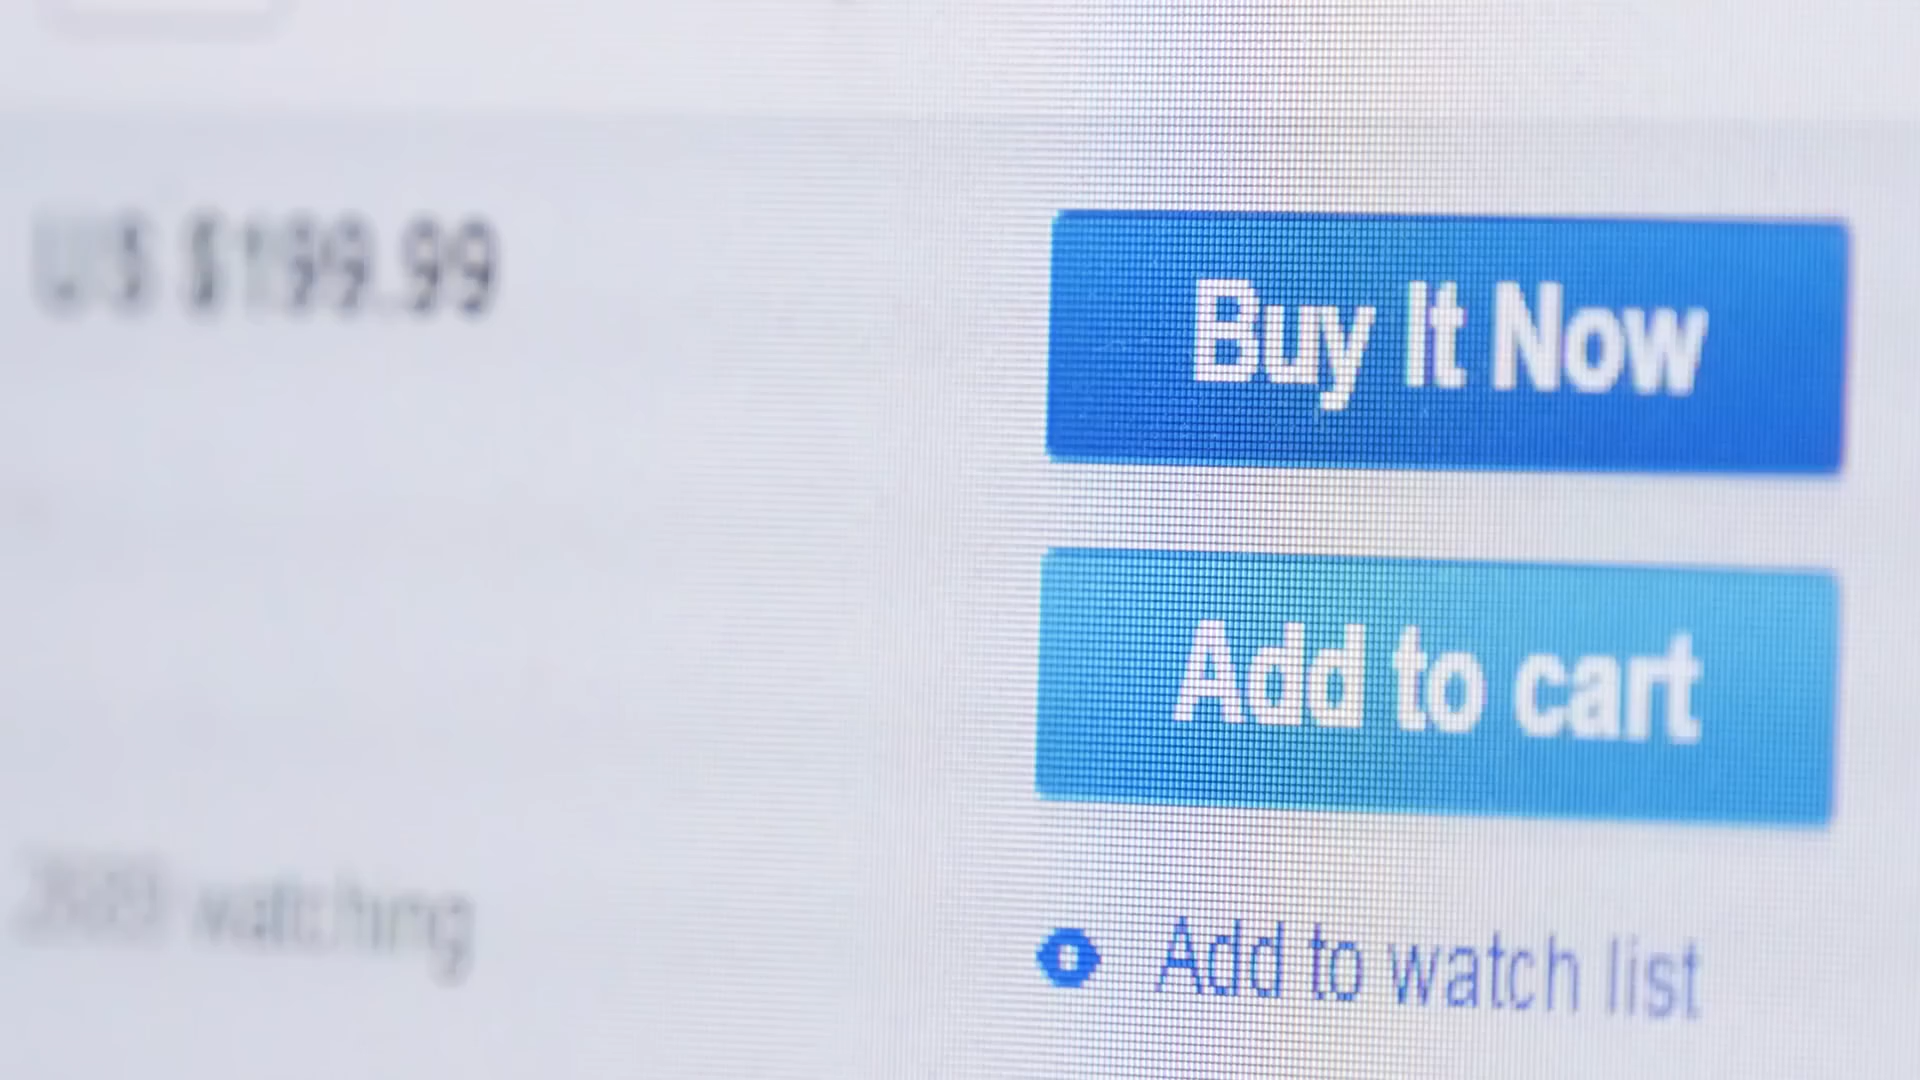 US $199.99
Buy It Now
Add to cart
watching
Add to watch list